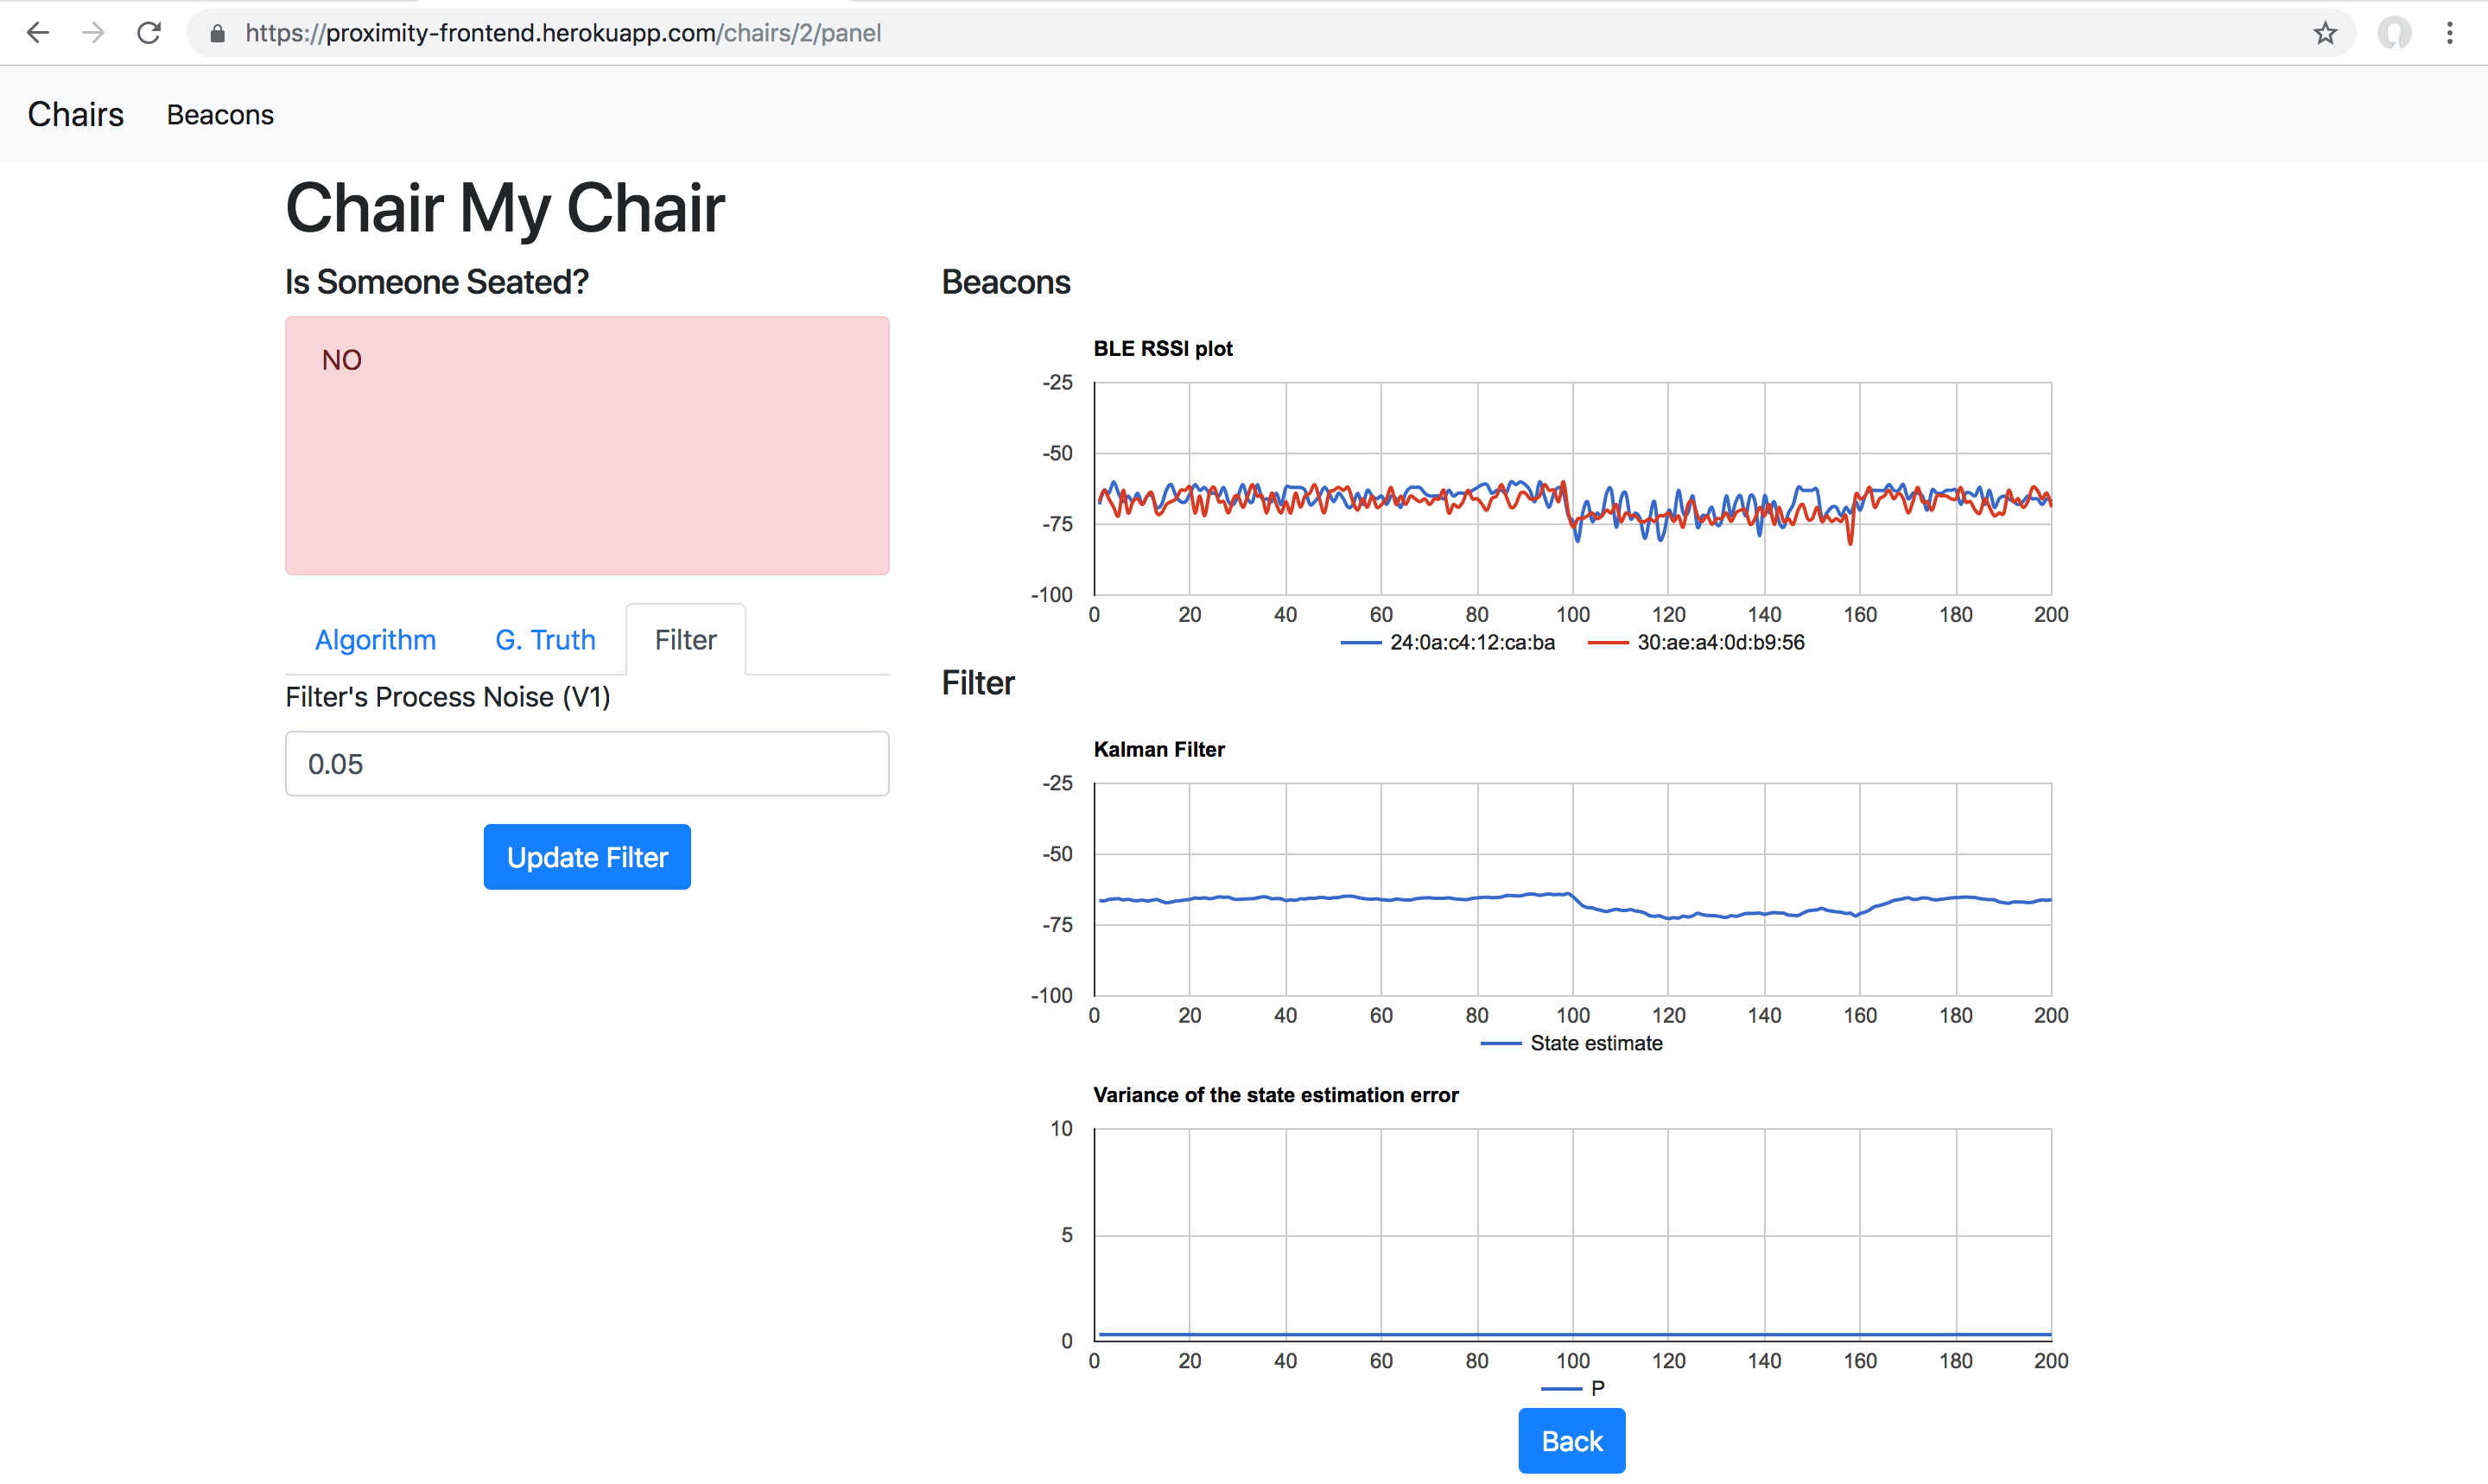 https://proximity-frontend.herokuapp.com/chairs/2/panel
Chairs Beacons
Chair My Chair
Is Someone Seated?
NO
Algorithm G. Truth Filter
Filter's Process Noise (V1)
0.05
Update Filter
Beacons
BLE RSSI plot
-25
-50
-75
-100
0 20 40 60 80 100 120 140 160 180 200
24:0a:c4:12:ca:ba 30:ae:a4:0d:b9:56
Filter
Kalman Filter
-25
-50
-75
-100
0 20 40 60 80 100 120 140 160 180 200
State estimate
Variance of the state estimation error
10
5
0
0 20 40 60 80 100 120 140 160 180 200
P
Back